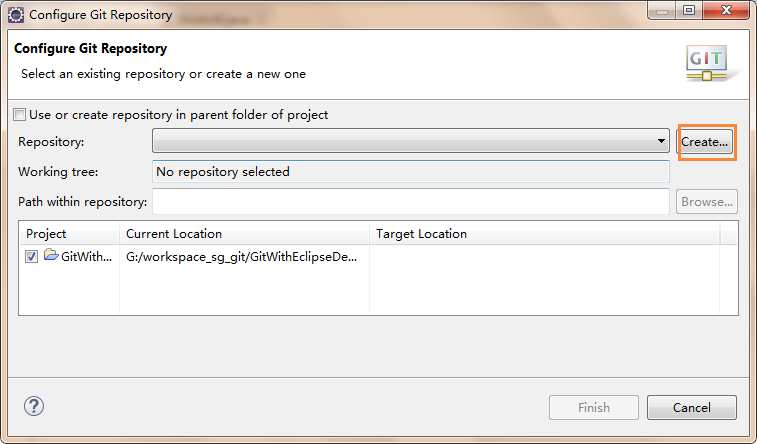 Configure Git Repository
Configure Git Repository
Select an existing repository or create a new one
GIT
Use or create repository in parent folder of project
Repository:
Create...
Working tree:
No repository selected
Path within repository:
Browse...
Project Current Location Target Location
GitWith... G:/workspace_sg_git/GitWithEclipseDe...
?
Finish Cancel